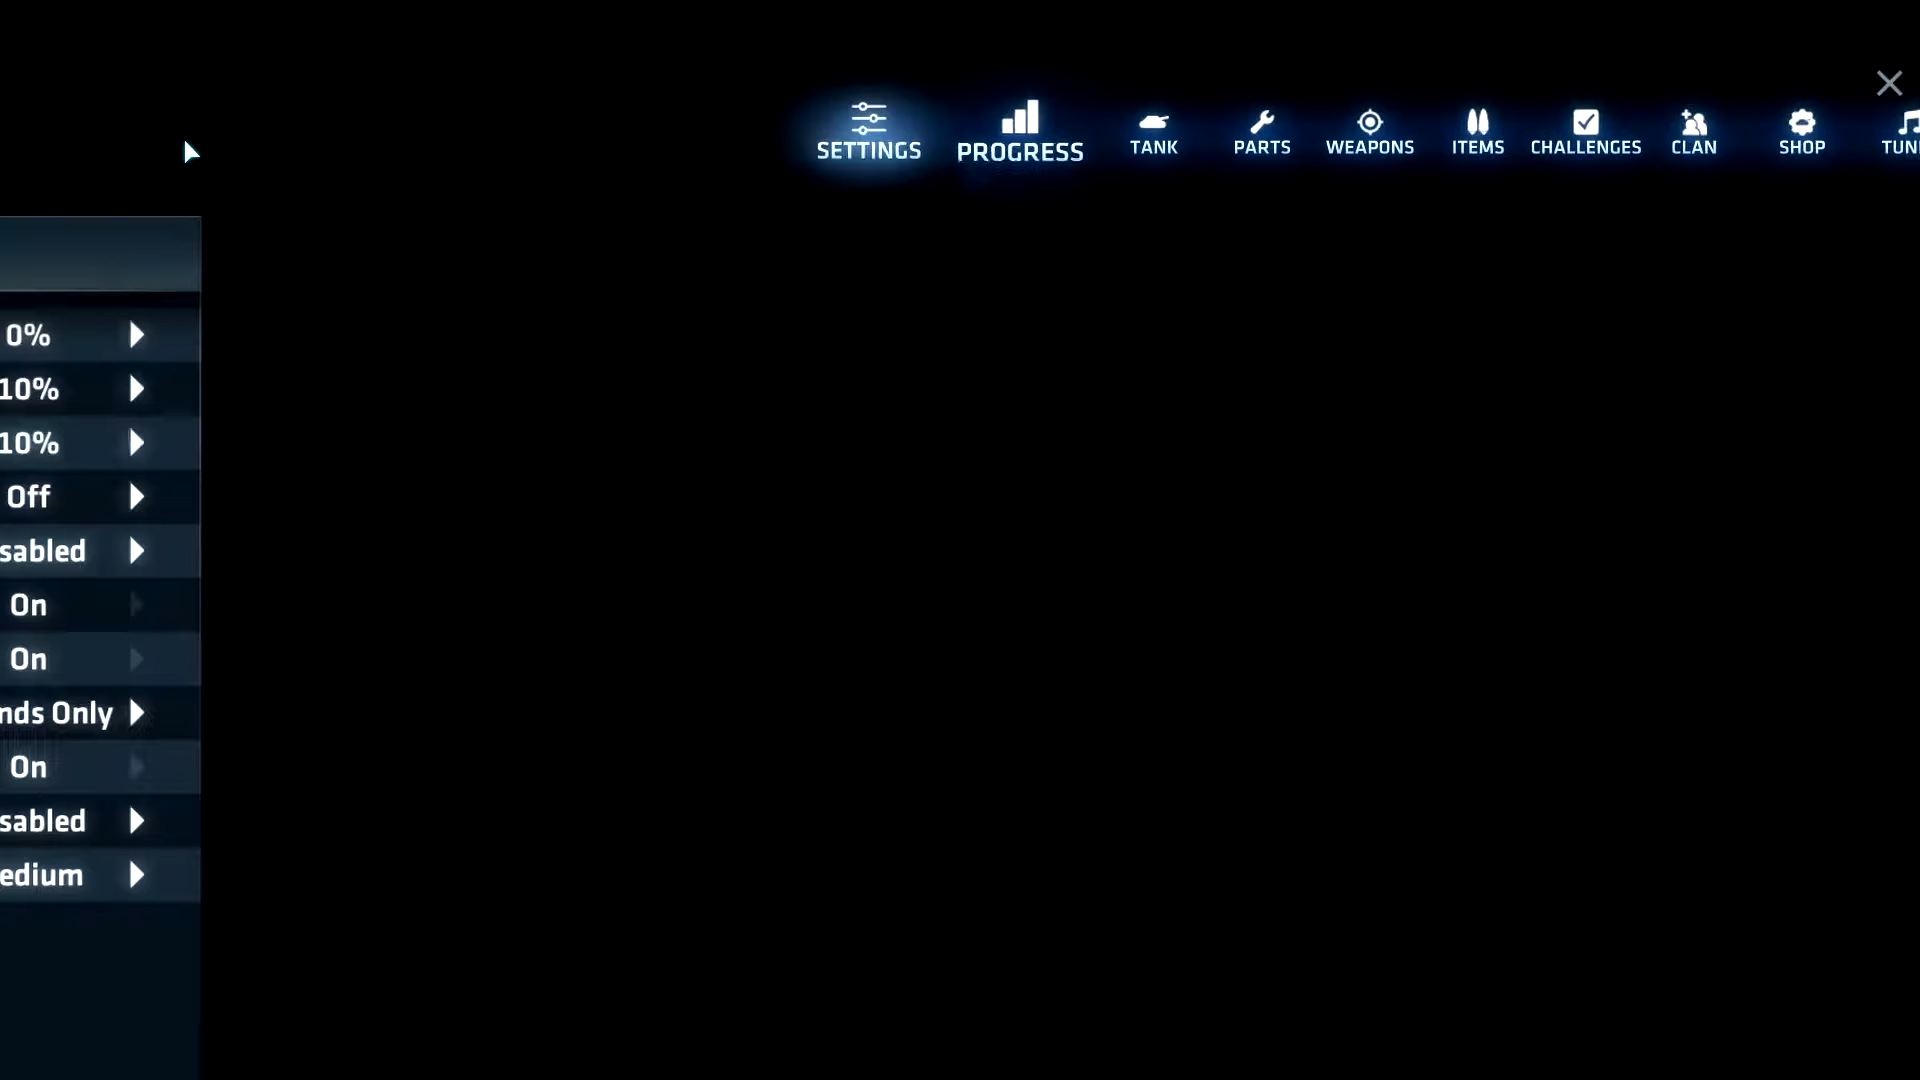 SETTINGS PROGRESS TANK PARTS WEAPONS ITEMS CHALLENGES CLAN SHOP TUN
0%
10%
10%
Off
sabled
On
On
nds Only
On
sabled
edium